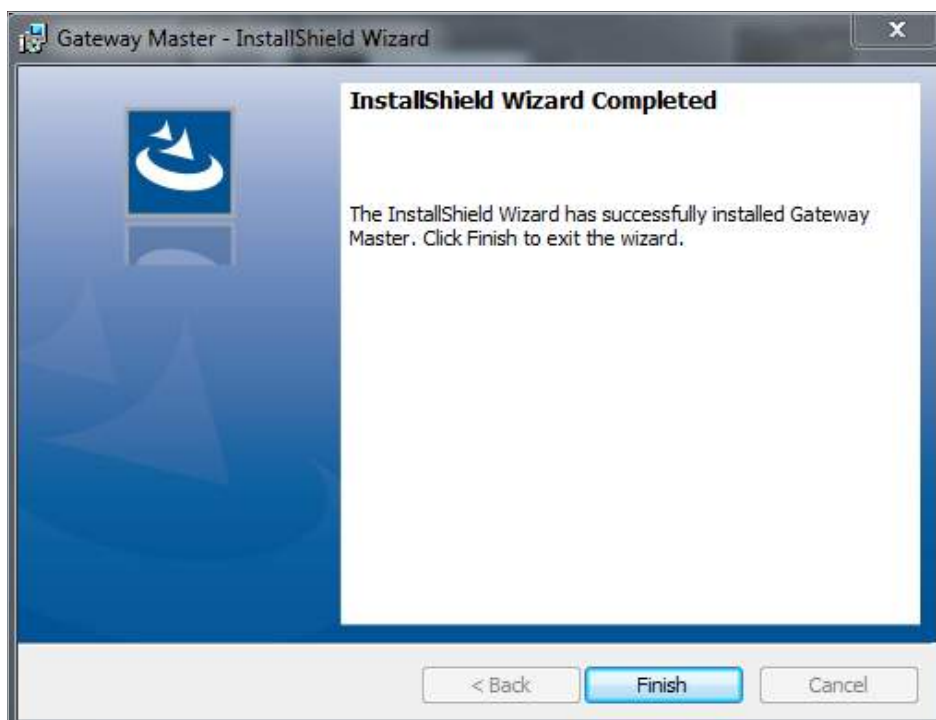 Gateway Master - InstallShield Wizard
InstallShield Wizard Completed
The InstallShield Wizard has successfully installed Gateway
Master. Click Finish to exit the wizard.
< Back
Finish
Cancel